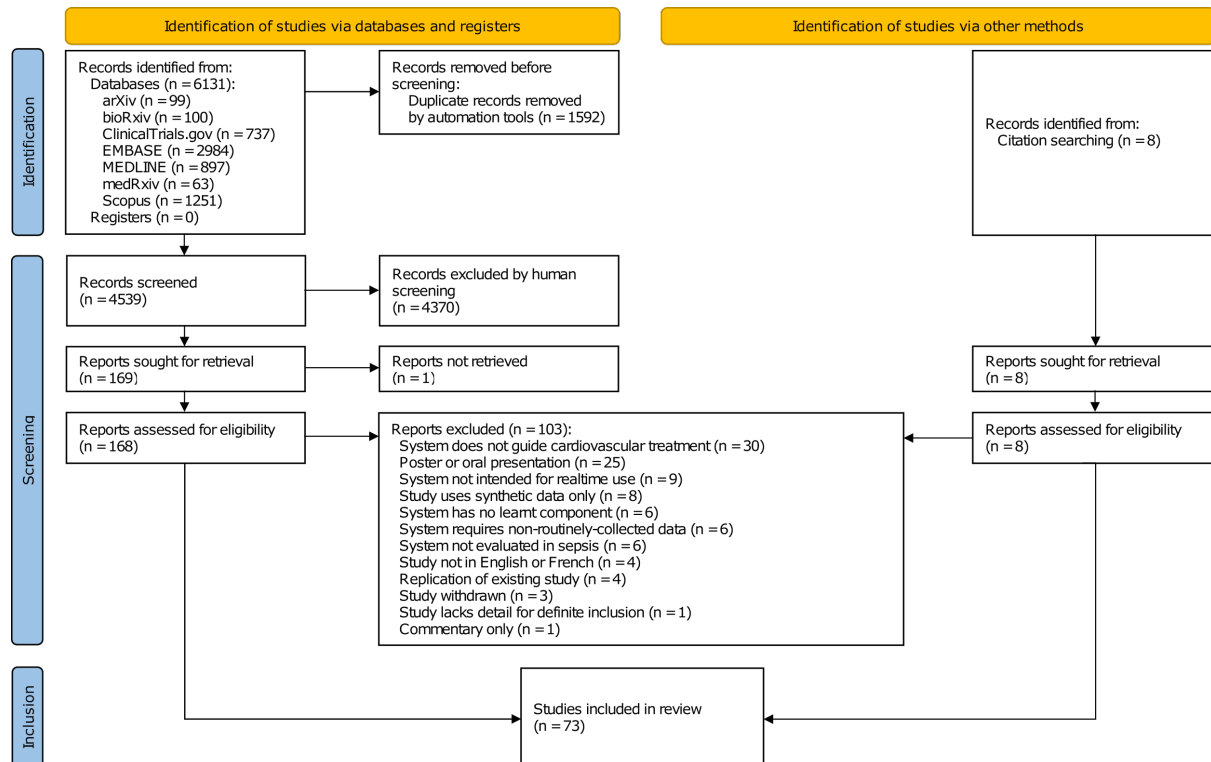 Identification of studies via databases and registers
Identification of studies via other methods
Identification
Records identified from:
Databases (n = 6131):
arXiv (n = 99)
bioRxiv (n = 100)
ClinicalTrials.gov (n = 737)
EMBASE (n = 2984)
MEDLINE (n = 897)
medRxiv (n = 63)
Scopus (n = 1251)
Registers (n = 0)
Records removed before
screening:
Duplicate records removed
by automation tools (n = 1592)
Records identified from:
Citation searching (n = 8)
Screening
Records screened
(n = 4539)
Records excluded by human
screening
(n = 4370)
Reports sought for retrieval
(n = 169)
Reports not retrieved
(n = 1)
Reports sought for retrieval
(n = 8)
Reports assessed for eligibility
(n = 168)
Reports excluded (n = 103):
System does not guide cardiovascular treatment (n = 30)
Poster or oral presentation (n = 25)
System not intended for realtime use (n = 9)
Study uses synthetic data only (n = 8)
System has no learnt component (n = 6)
System requires non-routinely-collected data (n = 6)
System not evaluated in sepsis (n = 6)
Study not in English or French (n = 4)
Replication of existing study (n = 4)
Study withdrawn (n = 3)
Study lacks detail for definite inclusion (n = 1)
Commentary only (n = 1)
Reports assessed for eligibility
(n = 8)
Inclusion
Studies included in review
(n = 73)